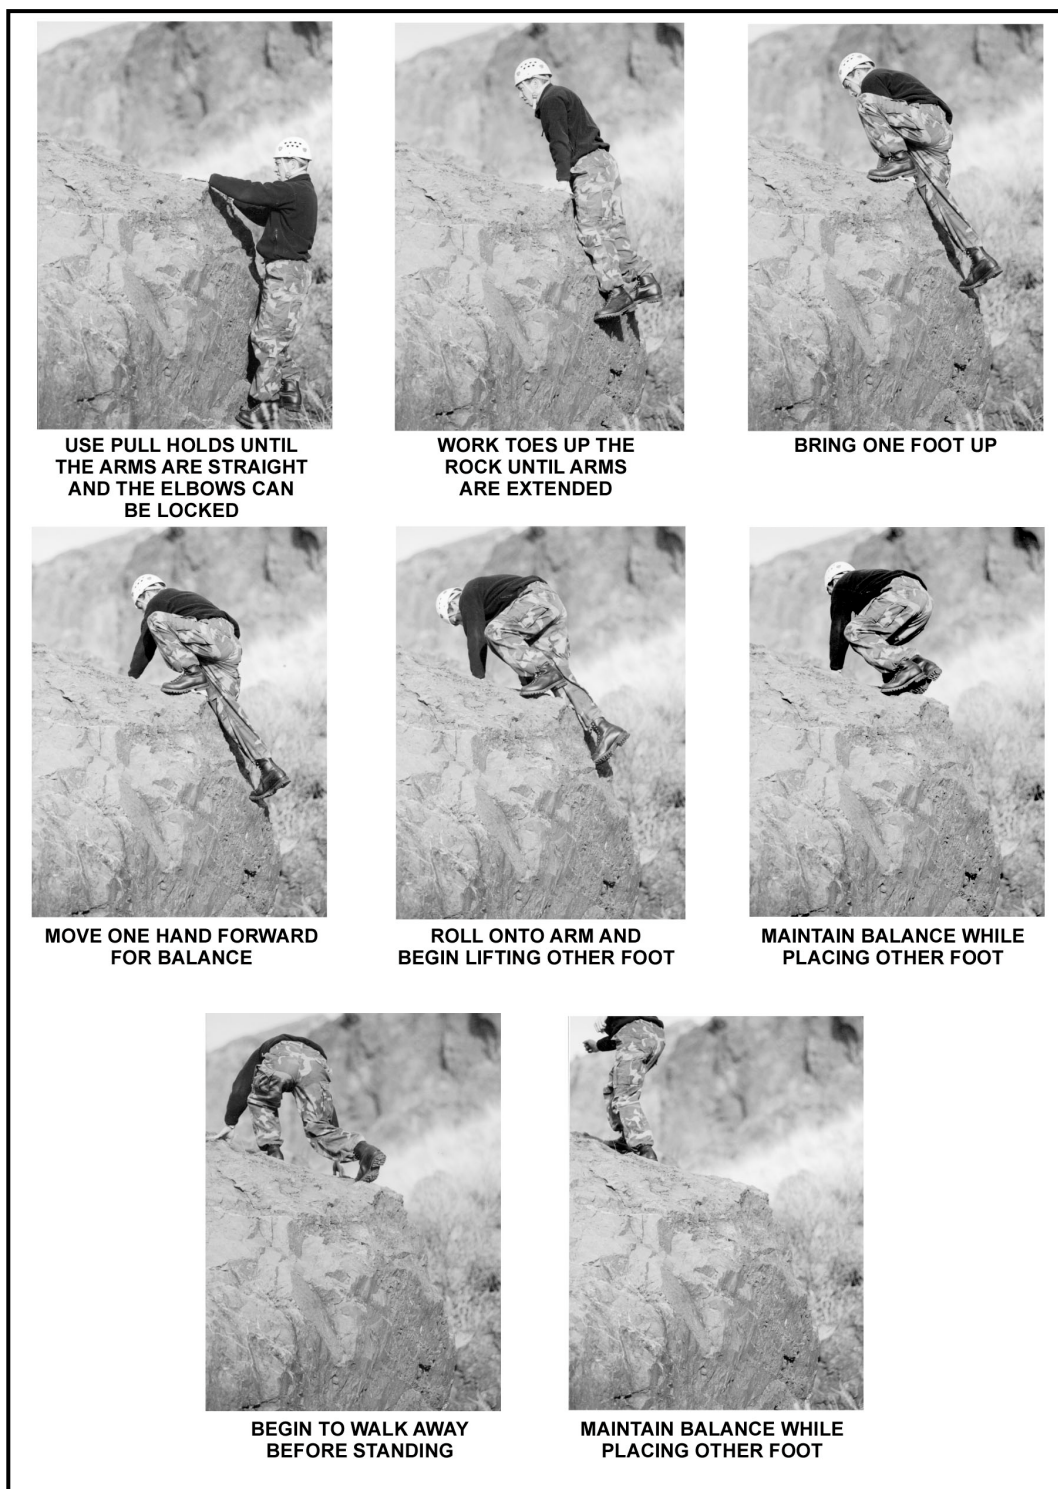 USE PULL HOLDS UNTIL
THE ARMS ARE STRAIGHT
AND THE ELBOWS CAN
BE LOCKED
WORK TOES UP THE
ROCK UNTIL ARMS
ARE EXTENDED
BRING ONE FOOT UP
MOVE ONE HAND FORWARD
FOR BALANCE
ROLL ONTO ARM AND
BEGIN LIFTING OTHER FOOT
MAINTAIN BALANCE WHILE
PLACING OTHER FOOT
BEGIN TO WALK AWAY
BEFORE STANDING
MAINTAIN BALANCE WHILE
PLACING OTHER FOOT